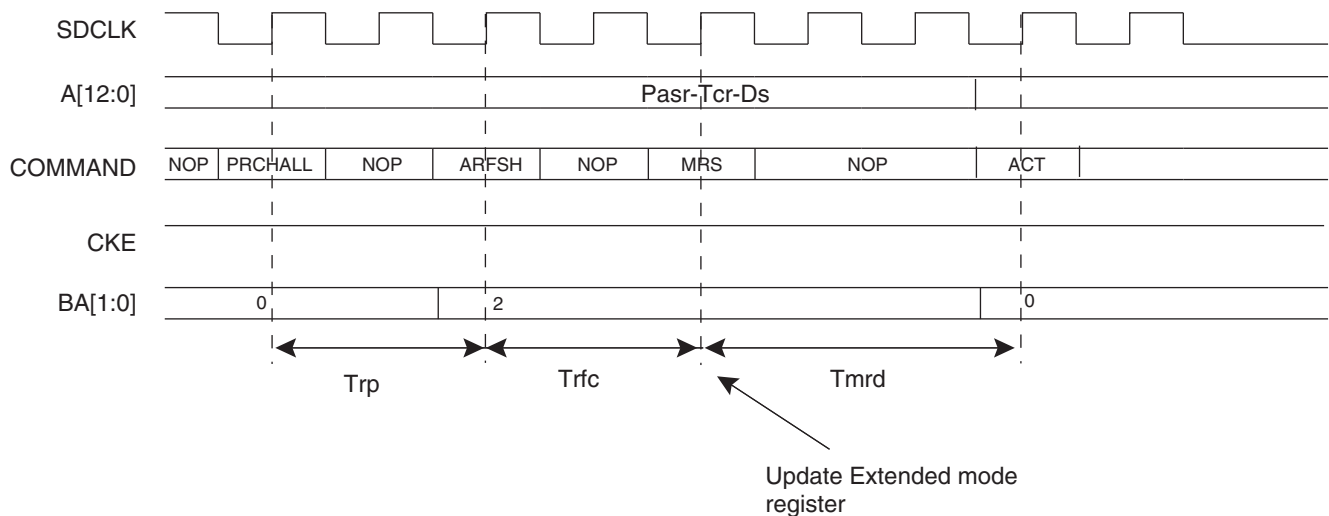 SDCLK
A[12:0]
Pasr-Tcr-Ds
COMMAND
NOP PRCHALL NOP ARFSH NOP MRS NOP ACT
CKE
BA[1:0]
0 2 0
Trp Trfc Tmrd
Update Extended mode
register